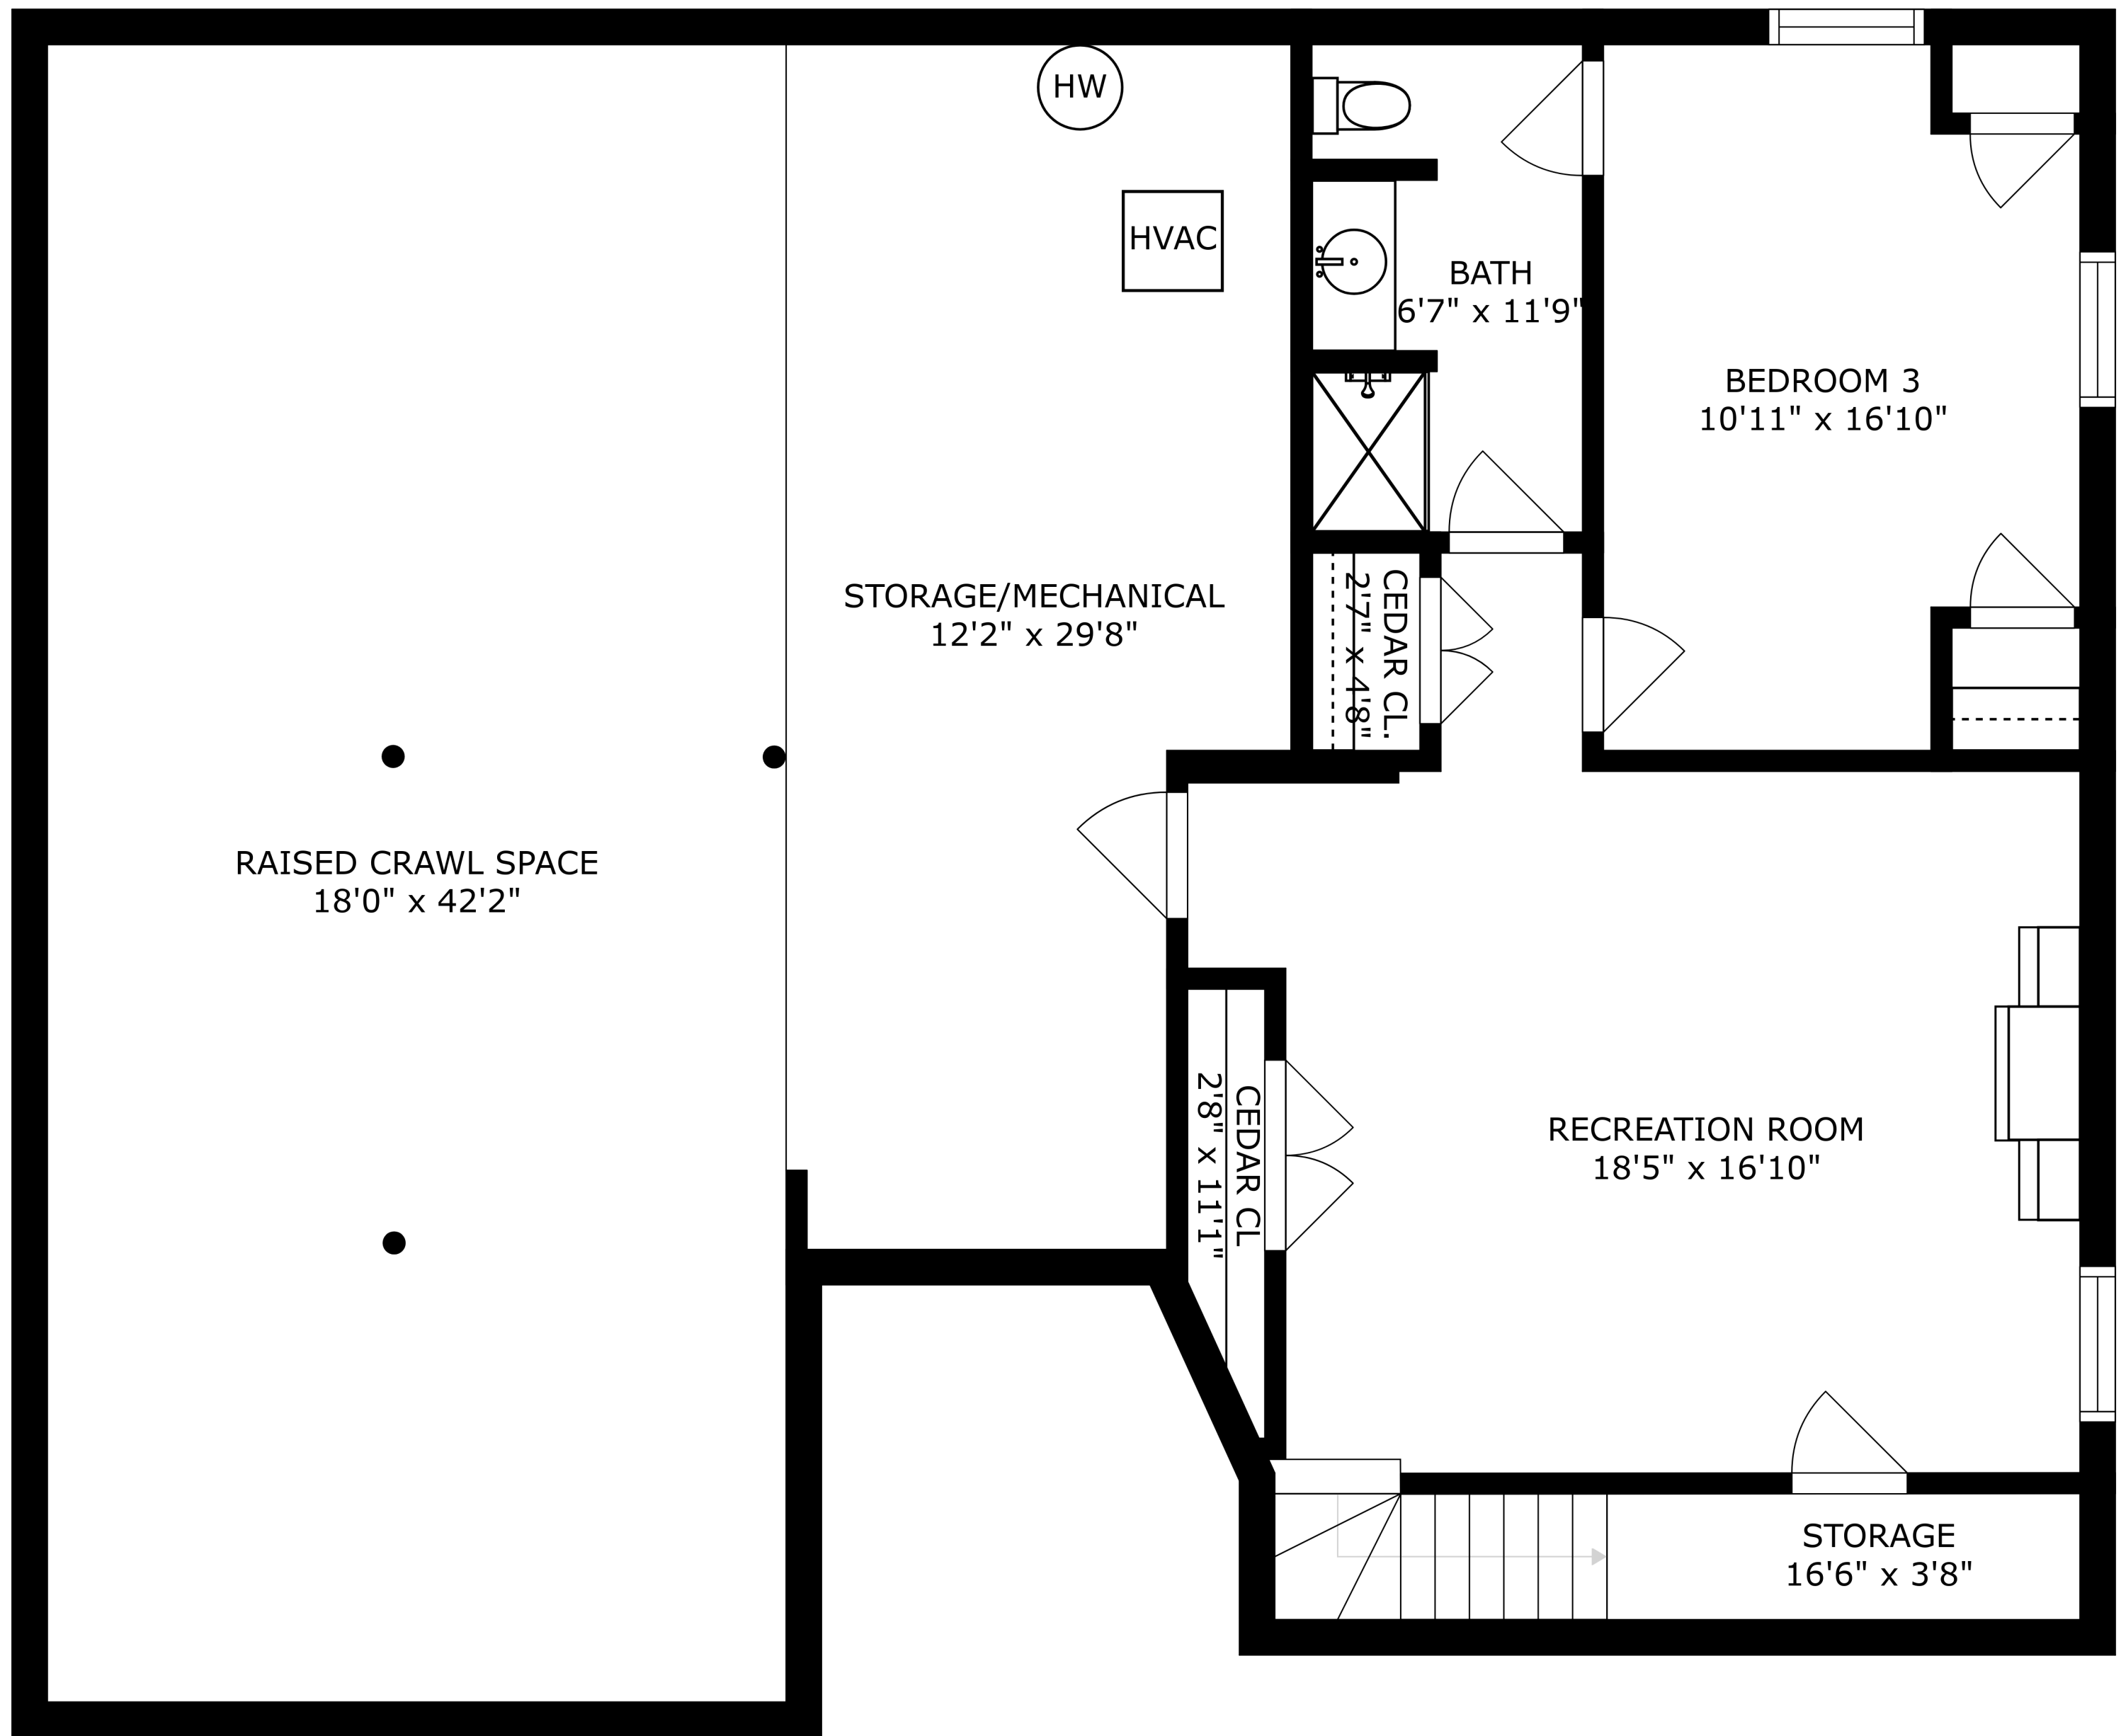 HW
HVAC
BATH
6'7" x 11'9"
BEDROOM 3
10'11" x 16'10"
STORAGE/MECHANICAL
12'2" x 29'8"
CEDAR CL.
2'7" x 4'8"
RAISED CRAWL SPACE
18'0" x 42'2"
CEDAR CL
2'8" x 11'1"
RECREATION ROOM
18'5" x 16'10"
STORAGE
16'6" x 3'8"